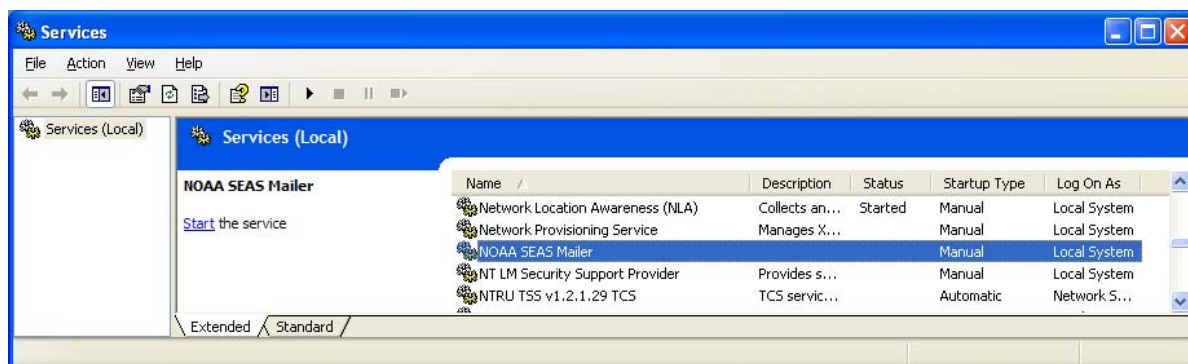 Services
File Action View Help
Services (Local)
Services (Local)
NOAA SEAS Mailer
Start the service
Name Description Status Startup Type Log On As
Network Location Awareness (NLA) Collects an... Started Manual Local System
Network Provisioning Service Manages X... Manual Local System
NOAA SEAS Mailer Manual Local System
NT LM Security Support Provider Provides s... Manual Local System
NTRU TSS v1.2.1.29 TCS TCS servic... Automatic Network S...
Extended Standard